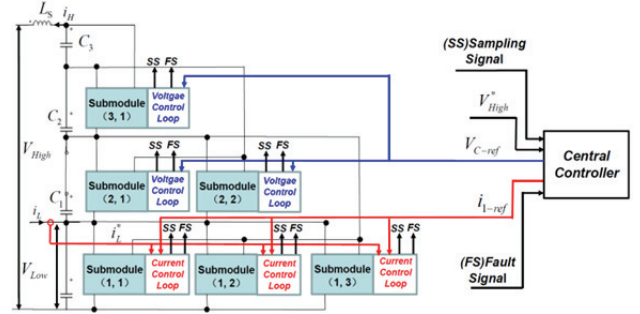 L_S
i_H
C_3
SS FS
Submodule
(3, 1)
Voltgae
Control
Loop
C_2
V_High
SS FS
SS FS
Submodule
(2, 1)
Voltgae
Control
Loop
Submodule
(2, 2)
Voltgae
Control
Loop
C_1
i_L
i_L^*
SS FS
SS FS
SS FS
V_Low
Submodule
(1, 1)
Current
Control
Loop
Submodule
(1, 2)
Current
Control
Loop
Submodule
(1, 3)
Current
Control
Loop
(SS)Sampling
Signal
V_High^*
V_C-ref
i_1-ref
(FS)Fault
Signal
Central
Controller